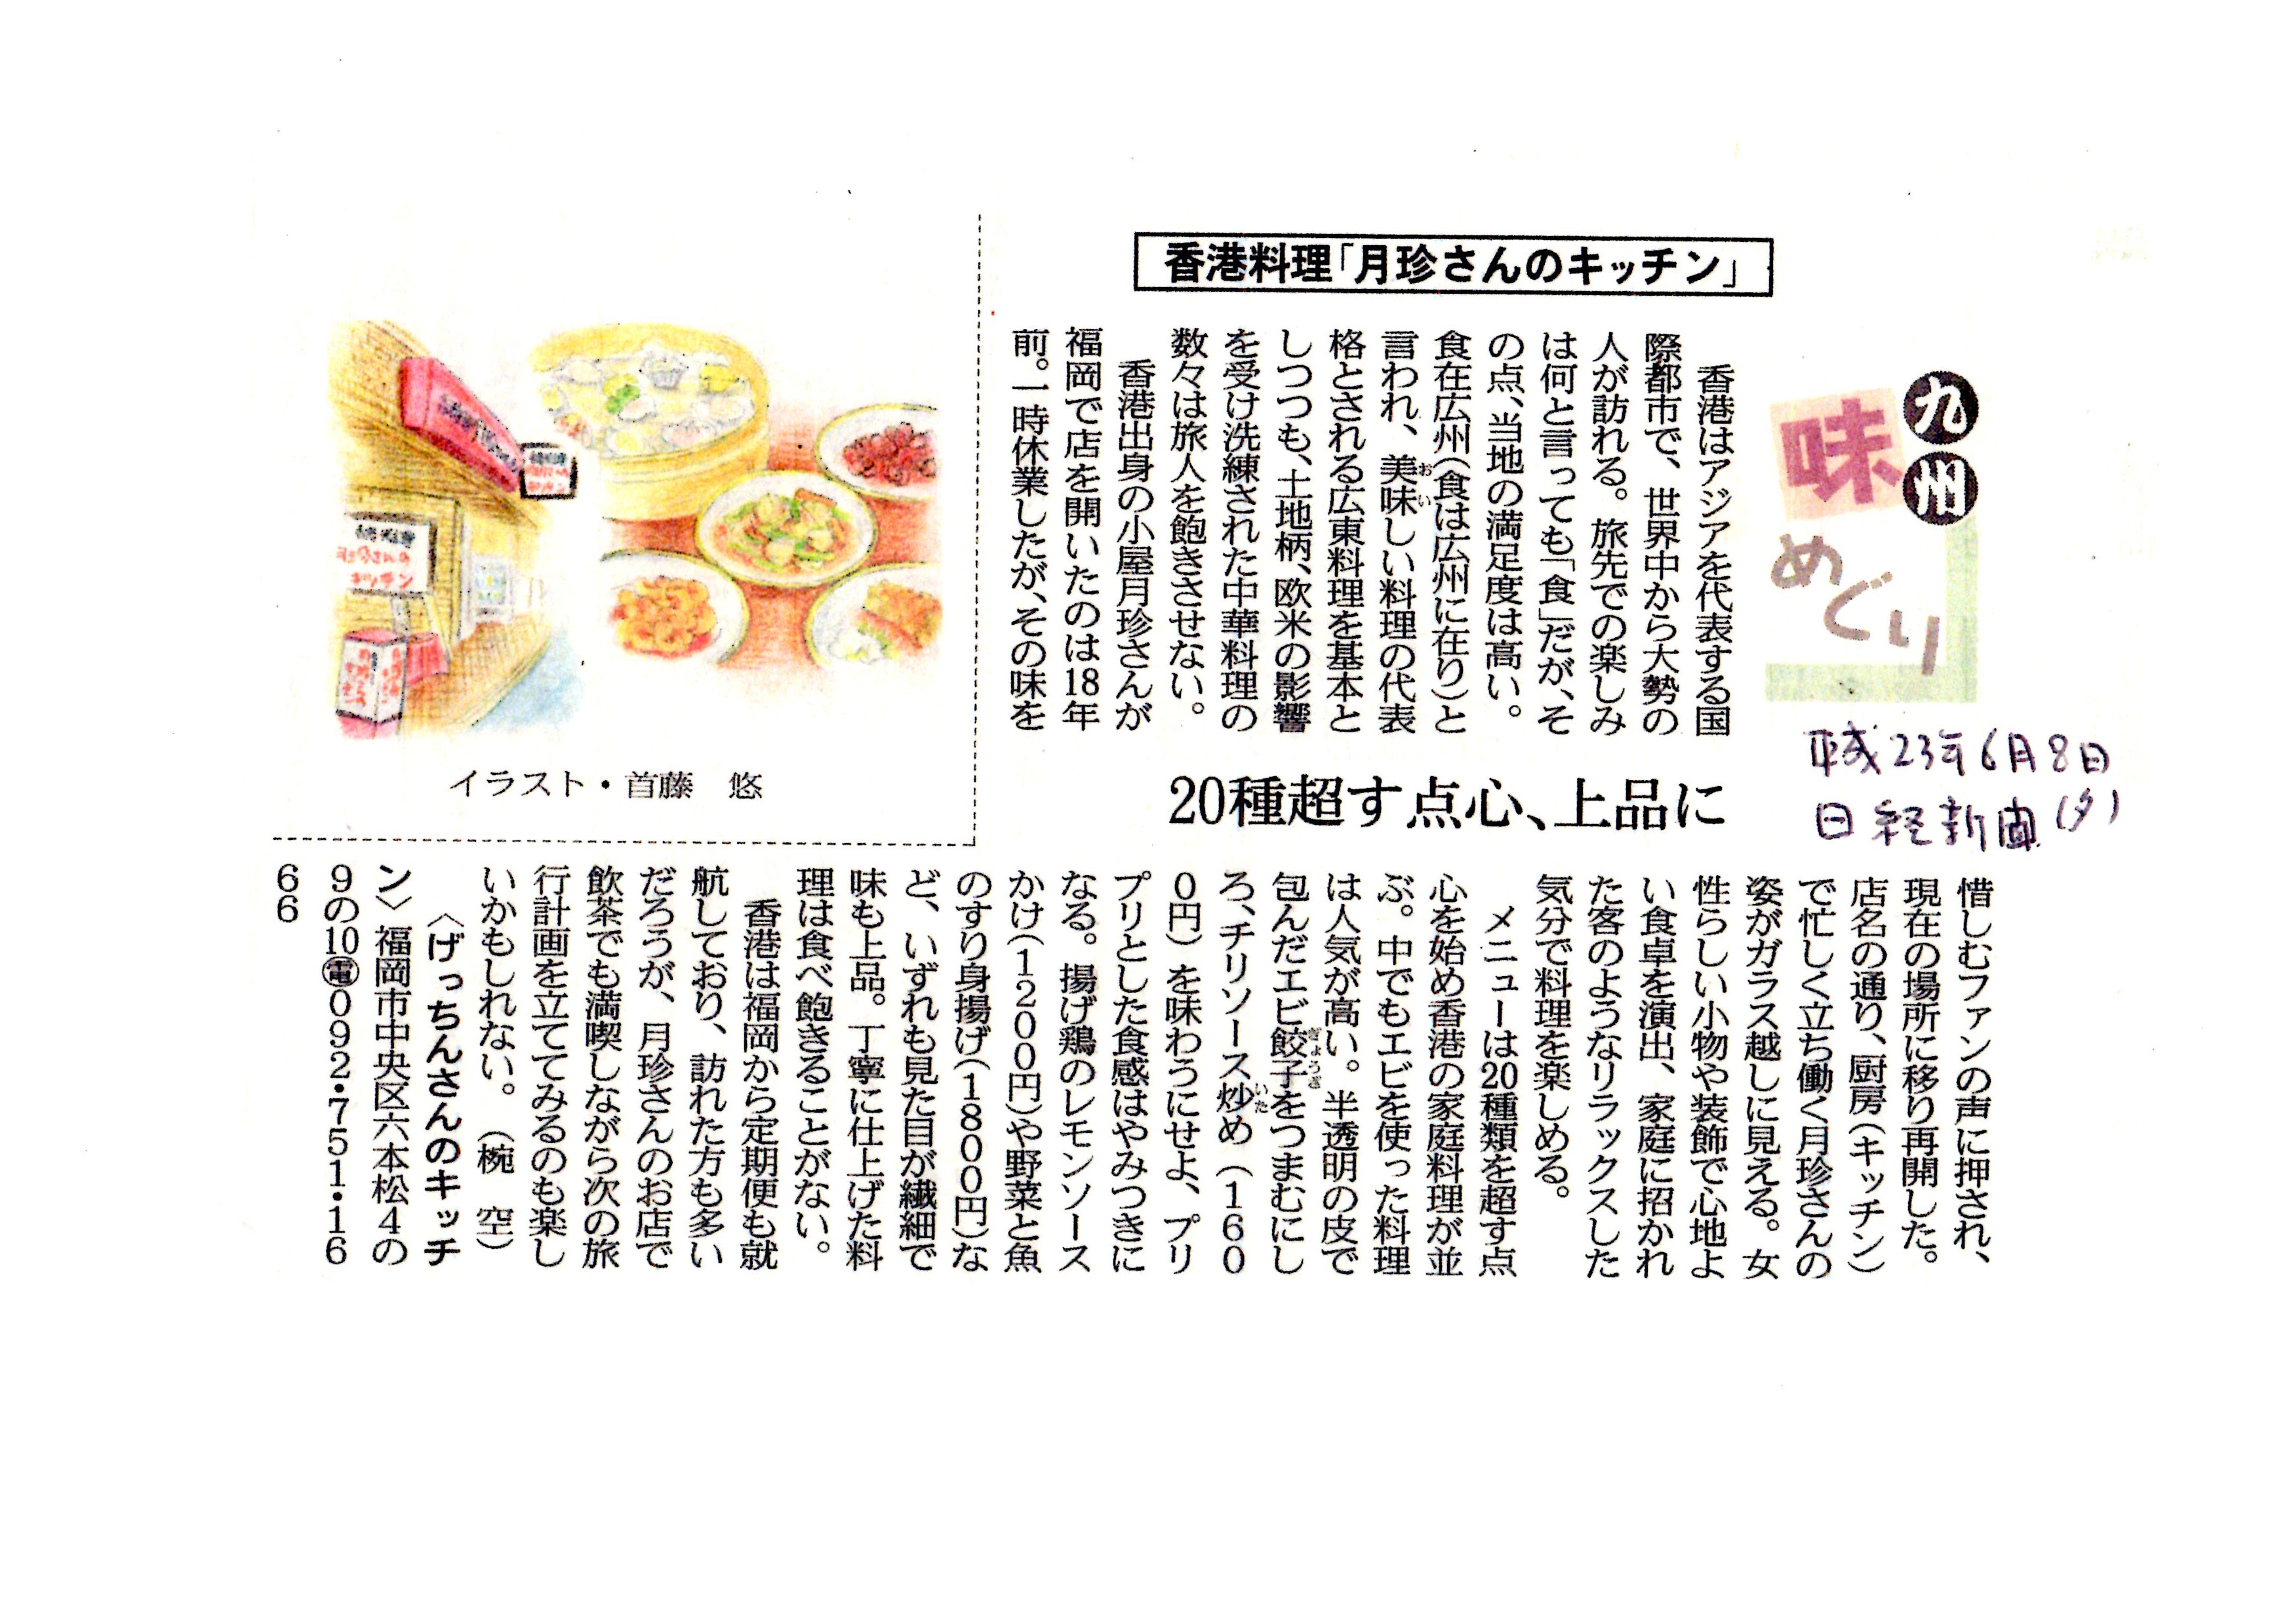 九州
味
めぐり
平成23年6月8日
日経新聞(夕)
香港料理「月珍さんのキッチン」
20種超す点心、上品に
香港はアジアを代表する国
際都市で、世界中から大勢の
人が訪れる。旅先での楽しみ
は何と言っても「食」だが、そ
の点、当地の満足度は高い。
食在広州(食は広州に在り)と
言われ、美味しい料理の代表
格とされる広東料理を基本と
しつつも、土地柄、欧米の影響
を受け洗練された中華料理の
数々は旅人を飽きさせない。
香港出身の小屋月珍さんが
福岡で店を開いたのは18年
前。一時休業したが、その味を
惜しむファンの声に押され、
現在の場所に移り再開した。
店名の通り、厨房(キッチン)
で忙しく立ち働く月珍さんの
姿がガラス越しに見える。女
性らしい小物や装飾で心地よ
い食卓を演出、家庭に招かれ
た客のようなリラックスした
気分で料理を楽しめる。
メニューは20種類を超す点
心を始め香港の家庭料理が並
ぶ。中でもエビを使った料理
は人気が高い。半透明の皮で
包んだエビ餃子をつまむにし
ろ、チリソース炒め(160
0円)を味わうにせよ、プリ
プリとした食感はやみつきに
なる。揚げ鶏のレモンソース
かけ(1200円)や野菜と魚
のすり身揚げ(1800円)な
ど、いずれも見た目が繊細で
味も上品。丁寧に仕上げた料
理は食べ飽きることがない。
香港は福岡から定期便も就
航しており、訪れた方も多い
だろうが、月珍さんのお店で
飲茶でも満喫しながら次の旅
行計画を立ててみるのも楽し
いかもしれない。(椀 空)
〈げっちんさんのキッチ
ン〉福岡市中央区六本松4の
9の10㊞092・751・16
66
イラスト・首藤 悠